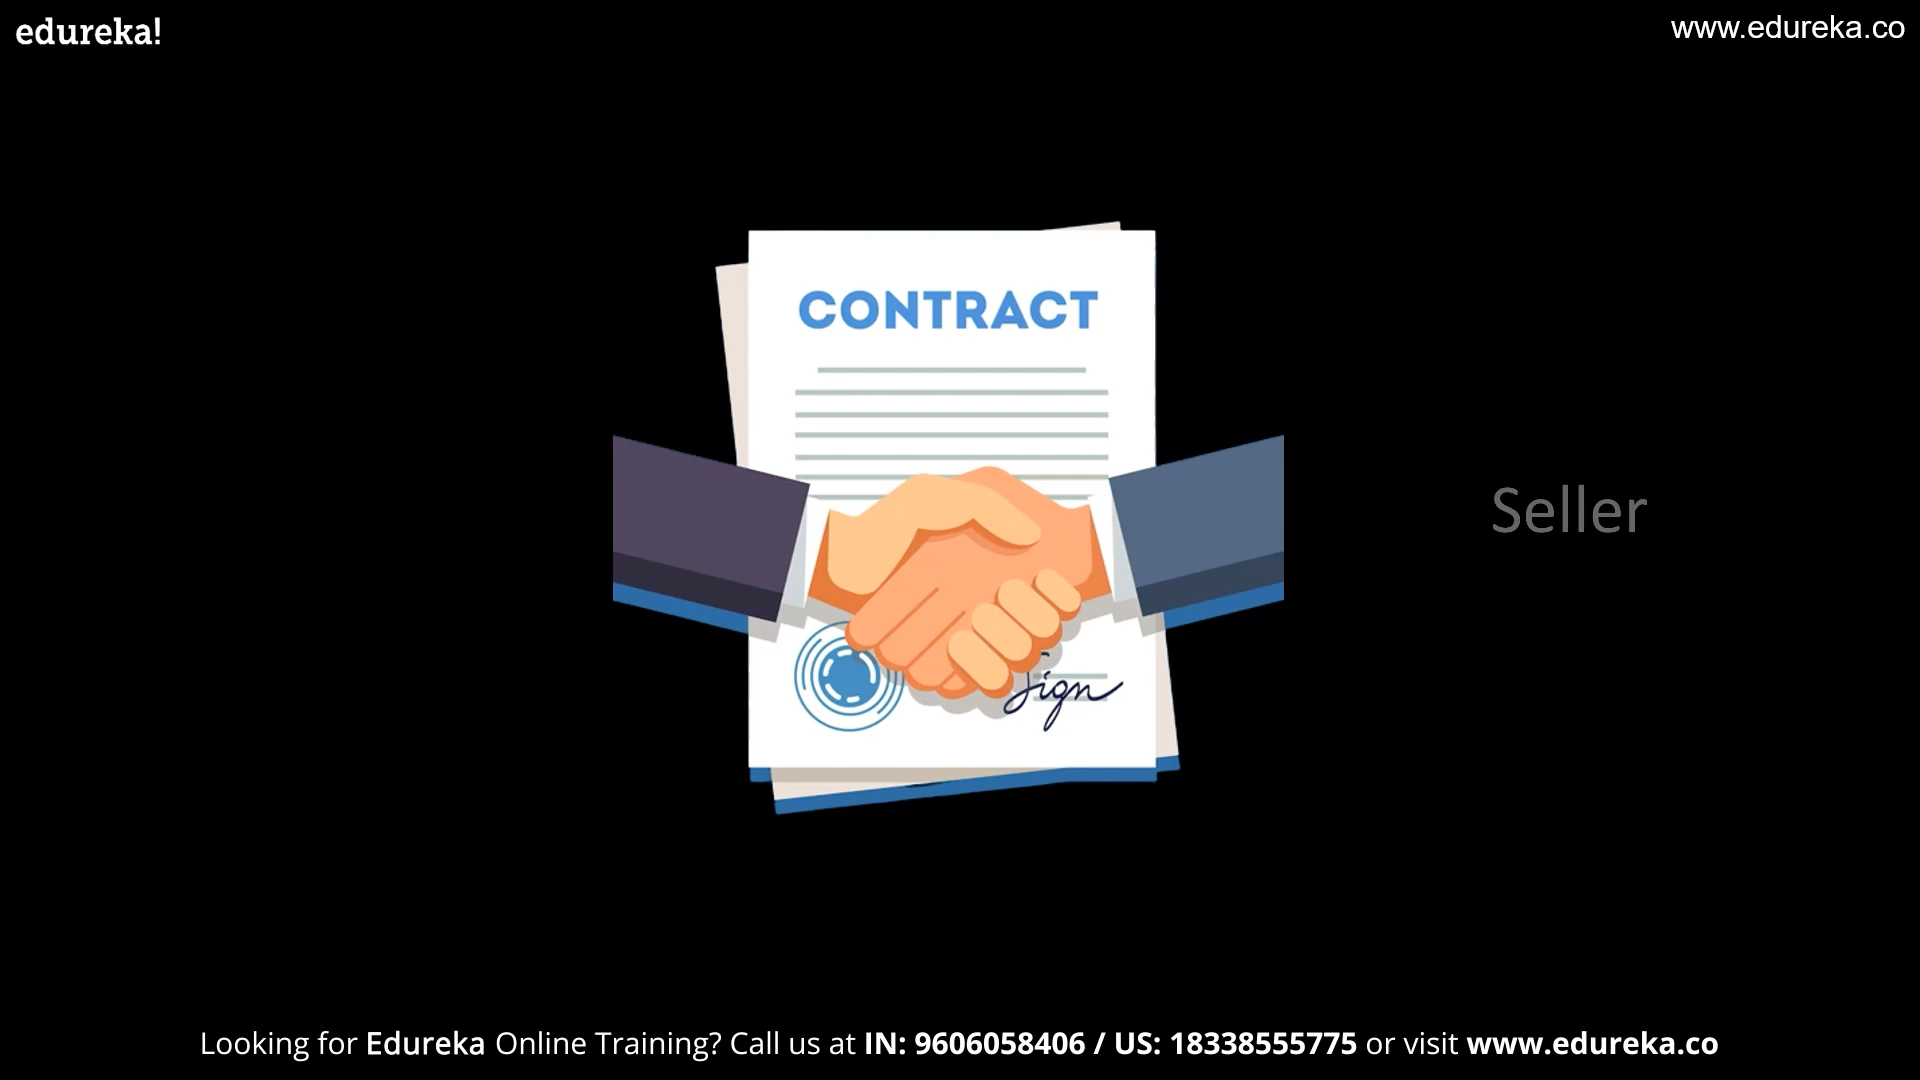 edureka!
www.edureka.co
CONTRACT
Seller
Sign
Looking for Edureka Online Training? Call us at IN: 9606058406 / US: 18338555775 or visit www.edureka.co